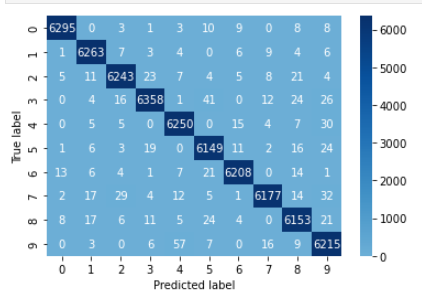 0 6295 0 3 1 3 10 9 0 8 8
1 1 6263 7 3 4 0 6 9 4 6
2 5 11 6243 23 7 4 5 8 21 4
3 0 4 16 6358 1 41 0 12 24 26
4 0 5 5 0 6250 0 15 4 7 30
5 1 6 3 19 0 6149 11 2 16 24
6 13 6 4 1 7 21 6208 0 14 1
7 2 17 29 4 12 5 1 6177 14 32
8 8 17 6 11 5 24 4 0 6153 21
9 0 3 0 6 57 7 0 16 9 6215
0 1 2 3 4 5 6 7 8 9
Predicted label
True label
6000
5000
4000
3000
2000
1000
0